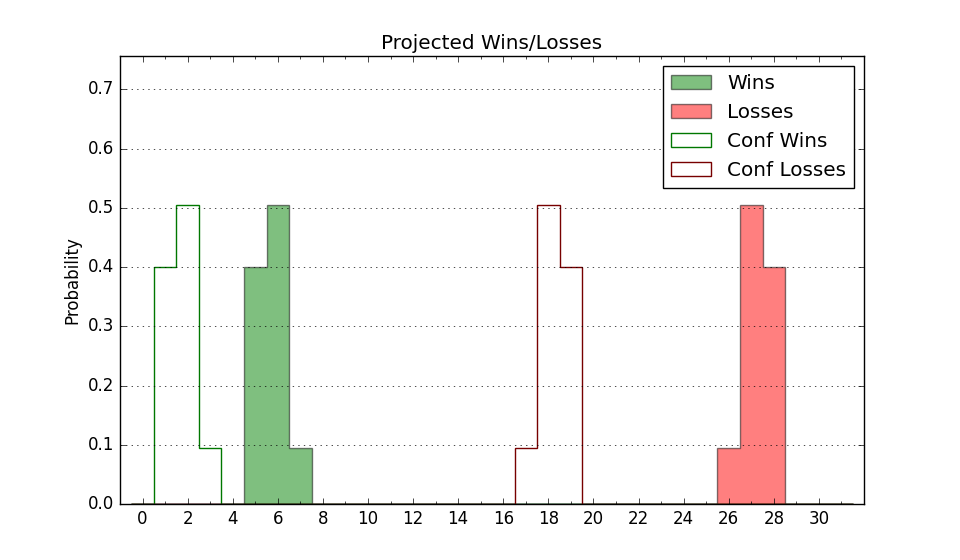 Projected Wins/Losses
Wins
Losses
Conf Wins
Conf Losses
Probability
0.7
0.6
0.5
0.4
0.3
0.2
0.1
0.0
0 2 4 6 8 10 12 14 16 18 20 22 24 26 28 30